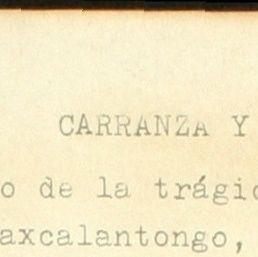 CARRANZA Y
o de la trágic
axcalantongo,